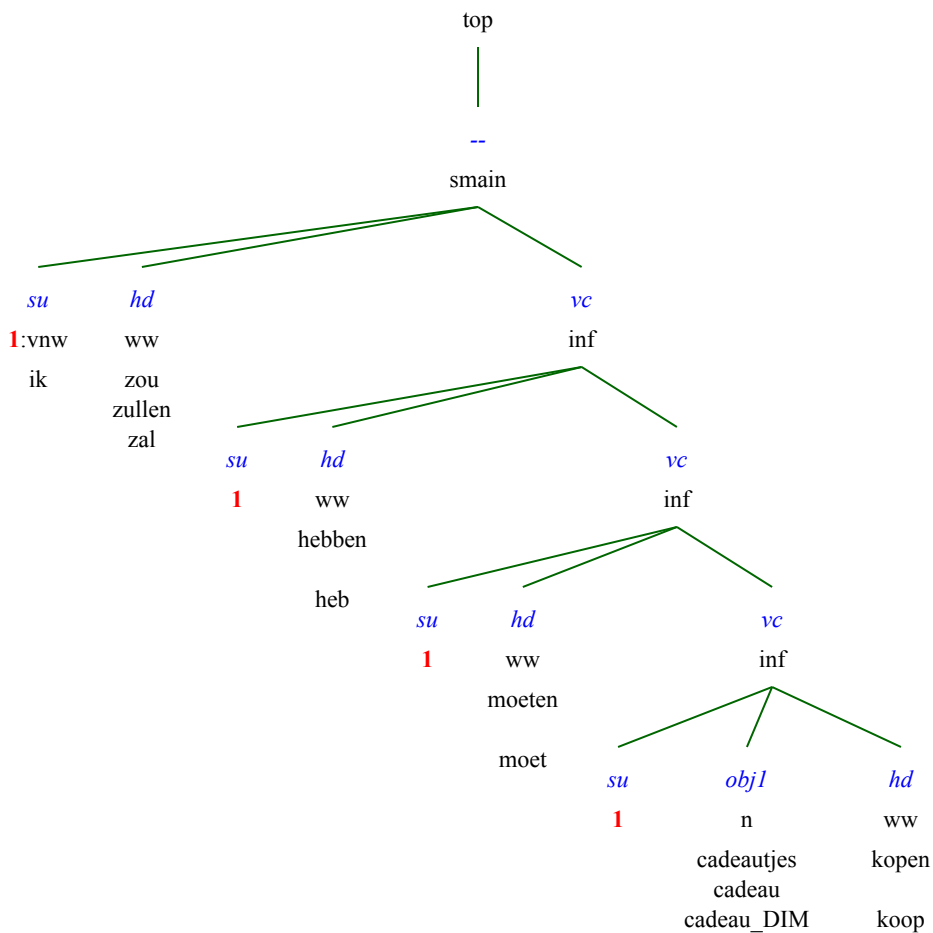 top
--
smain
su hd vc
1:vnw ww inf
ik zou
zullen
zal
su hd vc
1 ww inf
hebben
heb
su hd vc
1 ww inf
moeten
moet
su obj1 hd
1 n ww
cadeautjes kopen
cadeau
cadeau_DIM koop